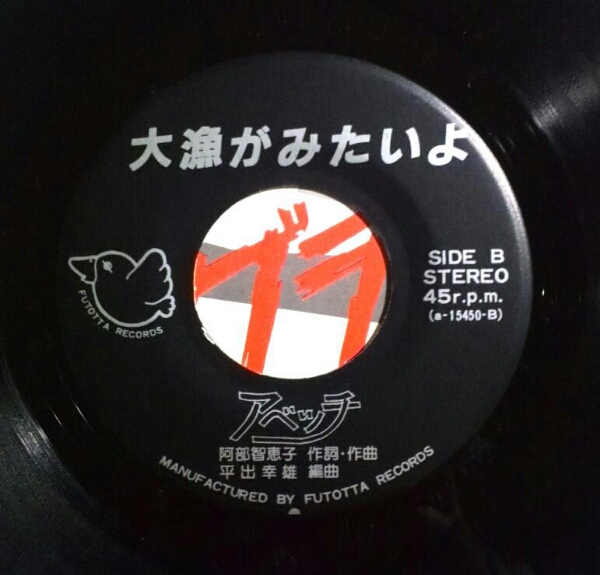 大漁がみたいよ
FUTOTTA RECORDS
SIDE B
STEREO
45r.p.m.
(a-15450-B)
アベッチ
阿部智恵子 作詞・作曲
平出幸雄 編曲
MANUFACTURED BY FUTOTTA RECORDS